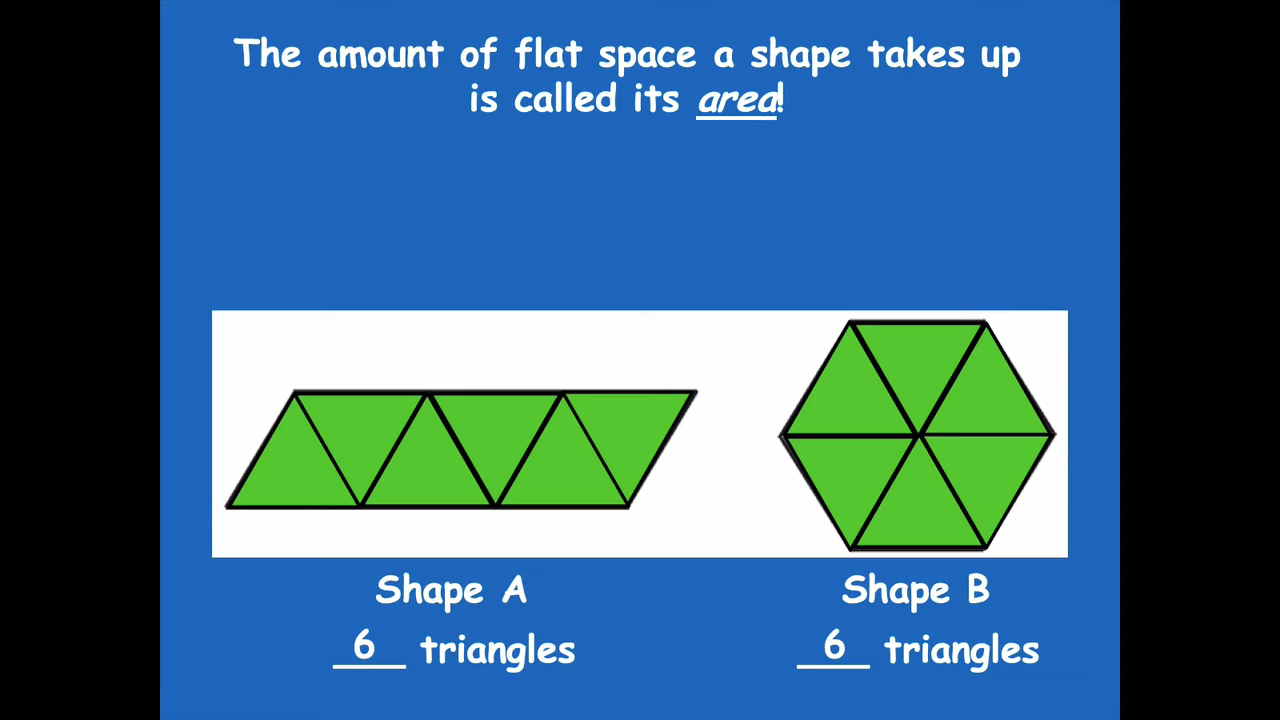 The amount of flat space a shape takes up
is called its area!
Shape A
Shape B
6 triangles
6 triangles